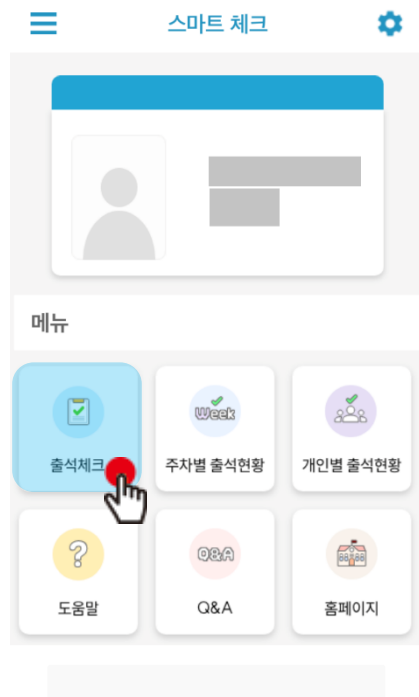 스마트 체크
메뉴
출석체크
Week
주차별 출석현황
개인별 출석현황
?
Q&A
도움말
Q&A
홈페이지